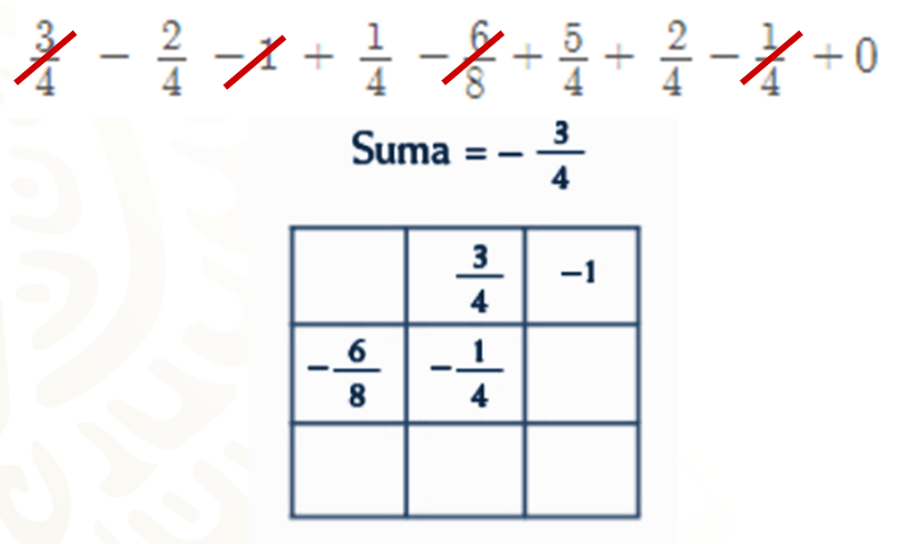 3/4 − 2/4 − 1 + 1/4 − 6/8 + 5/4 + 2/4 − 1/4 + 0
Suma = − 3/4
3/4 −1
−6/8 −1/4